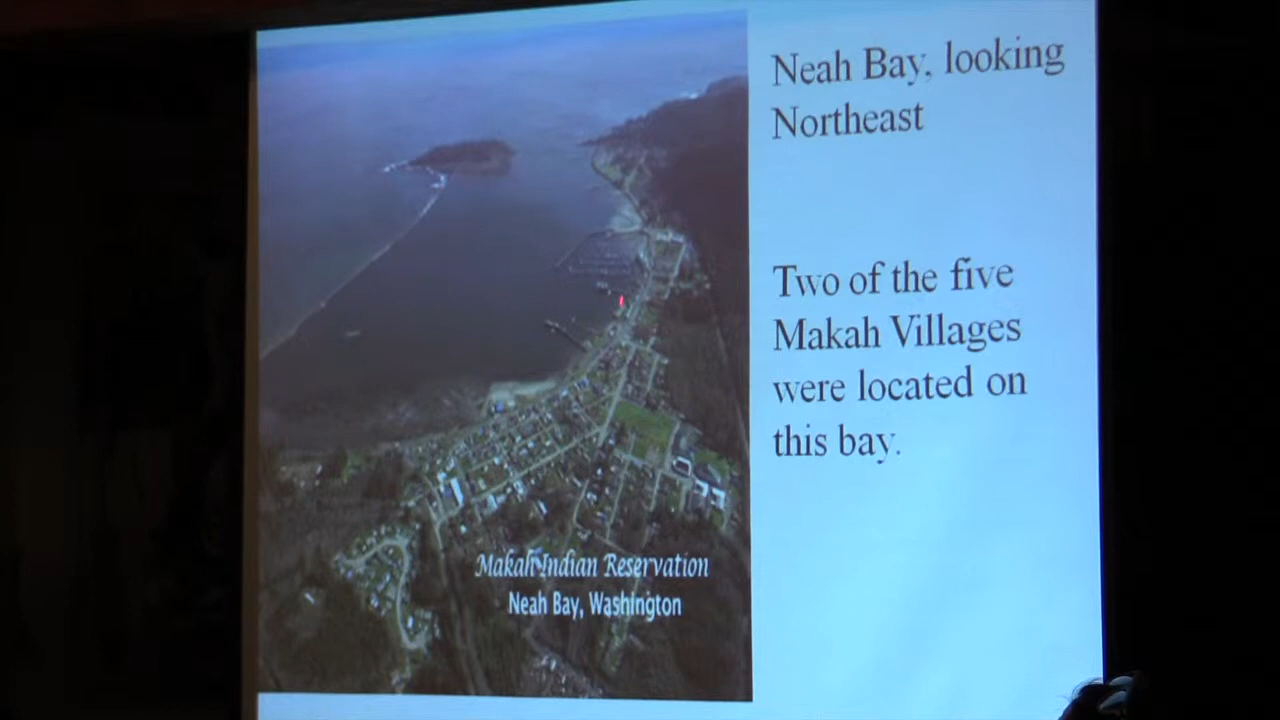 Neah Bay, looking
Northeast
Two of the five
Makah Villages
were located on
this bay.
Makah Indian Reservation
Neah Bay, Washington